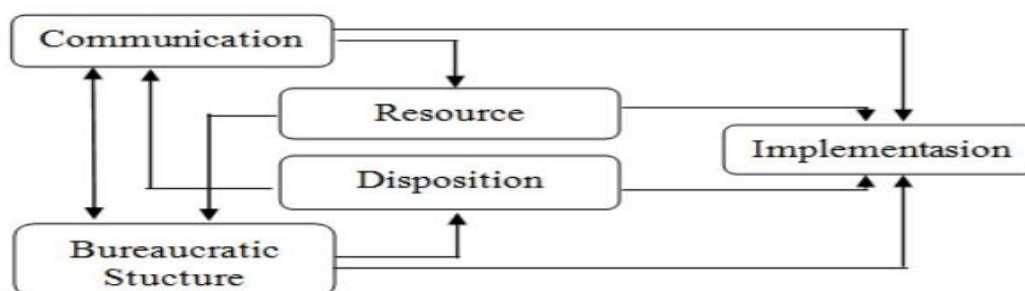 Communication
Resource
Implementasion
Disposition
Bureaucratic
Stucture